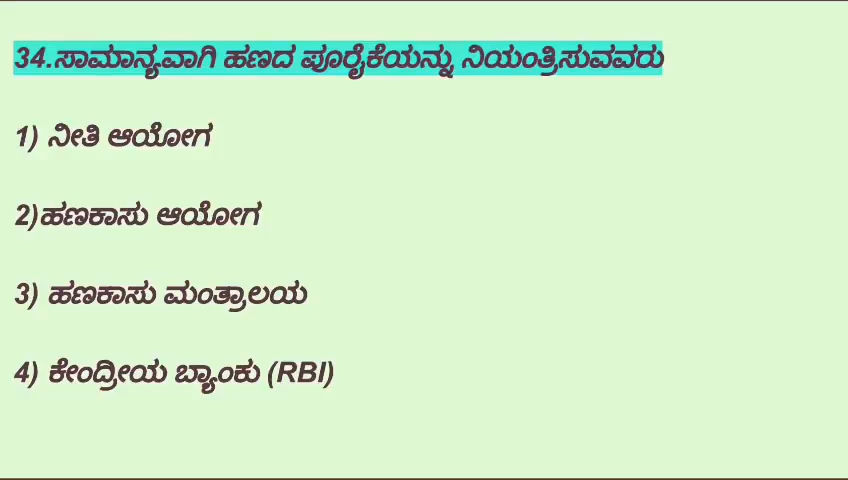 34.ಸಾಮಾನ್ಯವಾಗಿ ಹಣದ ಪೂರೈಕೆಯನ್ನು ನಿಯಂತ್ರಿಸುವವರು
1) ನೀತಿ ಆಯೋಗ
2)ಹಣಕಾಸು ಆಯೋಗ
3) ಹಣಕಾಸು ಮಂತ್ರಾಲಯ
4) ಕೇಂದ್ರೀಯ ಬ್ಯಾಂಕು (RBI)